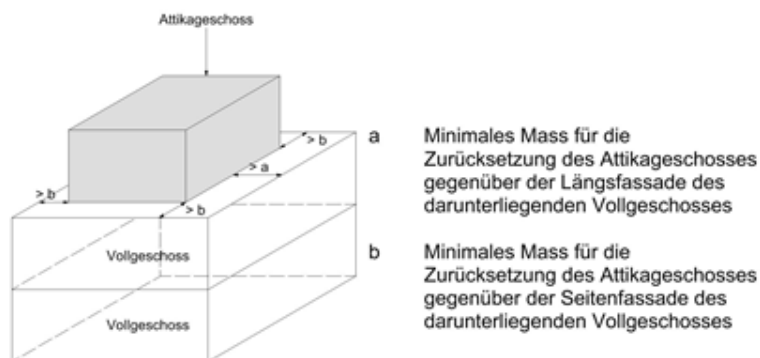 Attikageschoss
> b
> a
> b
> b
Vollgeschoss
Vollgeschoss
a Minimales Mass für die
Zurücksetzung des Attikageschosses
gegenüber der Längsfassade des
darunterliegenden Vollgeschosses
b Minimales Mass für die
Zurücksetzung des Attikageschosses
gegenüber der Seitenfassade des
darunterliegenden Vollgeschosses